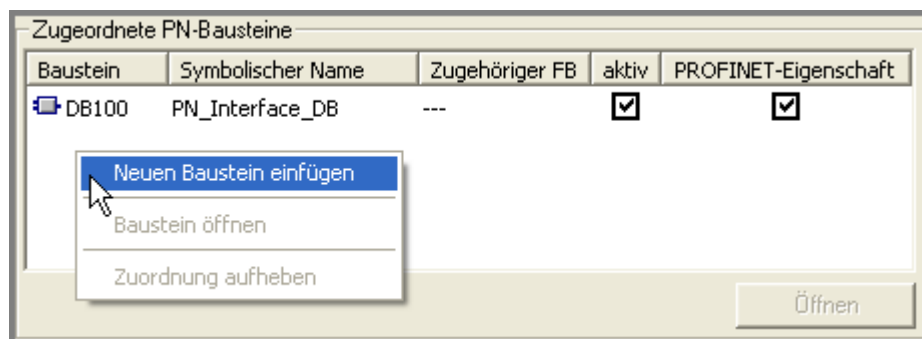 Zugeordnete PN-Bausteine
Baustein Symbolischer Name Zugehöriger FB aktiv PROFINET-Eigenschaft
DB100 PN_Interface_DB ---
Neuen Baustein einfügen
Baustein öffnen
Zuordnung aufheben
Öffnen